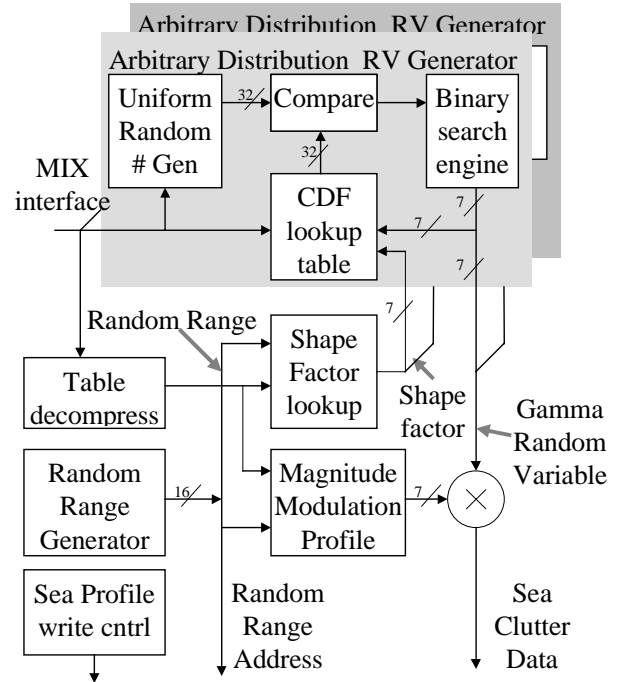 Arbitrary Distribution RV Generator
Arbitrary Distribution RV Generator
Uniform
Random
# Gen
32
Compare
Binary
search
engine
32
MIX
interface
CDF
lookup
table
7
7
7
7
Random Range
Shape
Factor
lookup
Table
decompress
Shape
factor
Gamma
Random
Variable
Random
Range
Generator
16
Magnitude
Modulation
Profile
7
×
Sea Profile
write cntrl
Random
Range
Address
Sea
Clutter
Data